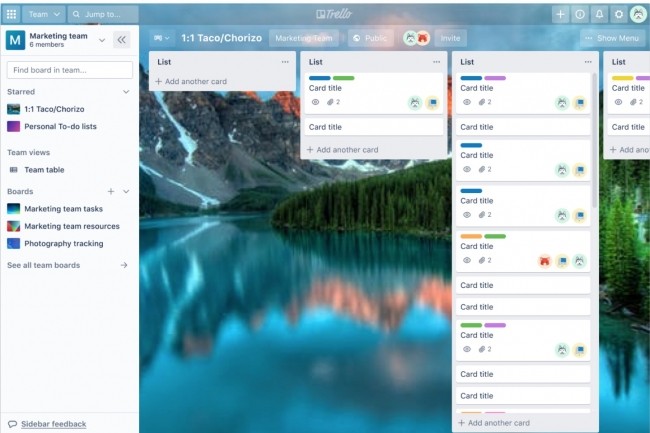 Team
Jump to...
Trello
M
Marketing team
6 members
Find board in team...
Starred
1:1 Taco/Chorizo
Personal To-do lists
Team views
Team table
Boards
Marketing team tasks
Marketing team resources
Photography tracking
See all team boards
Sidebar feedback
1:1 Taco/Chorizo
Marketing Team
Public
Invite
... Show Menu
List
+ Add another card
List
Card title
2
Card title
+ Add another card
List
Card title
2
Card title
Card title
2
Card title
2
Card title
2
Card title
Card title
Card title
2
Card title
Card title
+ Add another card
List
Card title
2
Card title
+ Add